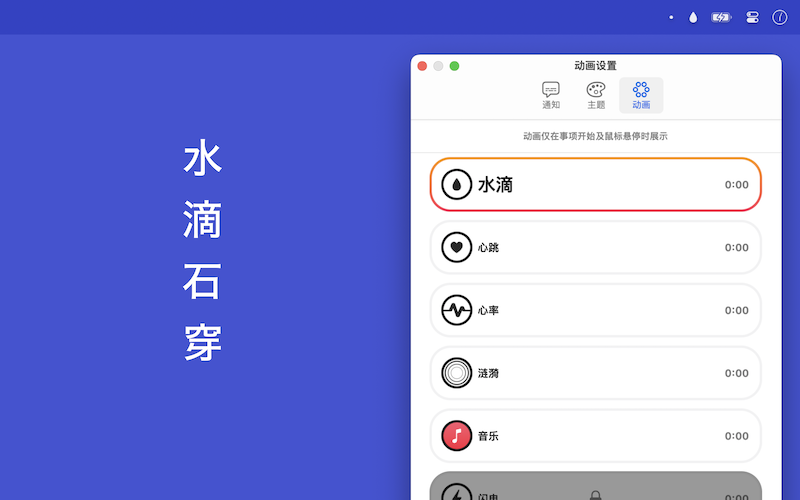 水
滴
石
穿
动画设置
通知
主题
动画
动画仅在事项开始及鼠标悬停时展示
水滴
0:00
心跳
0:00
心率
0:00
涟漪
0:00
音乐
0:00
闪电